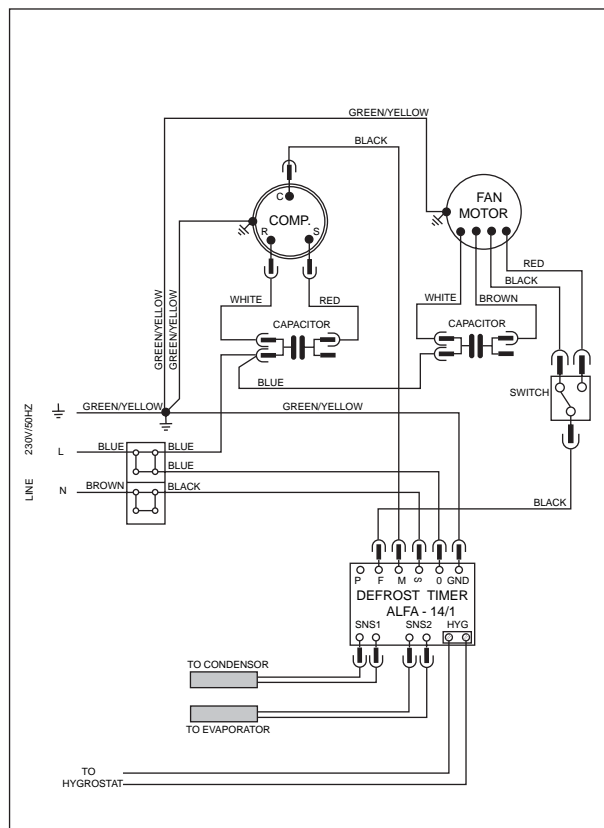 GREEN/YELLOW
BLACK
C
COMP.
R
S
FAN
MOTOR
RED
BLACK
WHITE
RED
WHITE
BROWN
CAPACITOR
CAPACITOR
GREEN/YELLOW
GREEN/YELLOW
BLUE
SWITCH
230V/50HZ
LINE
GREEN/YELLOW
GREEN/YELLOW
L
BLUE
BLUE
BLUE
N
BROWN
BLACK
BLACK
P
F
M
S
0
GND
DEFROST TIMER
ALFA - 14/1
SNS1
SNS2
HYG
TO CONDENSOR
TO EVAPORATOR
TO
HYGROSTAT